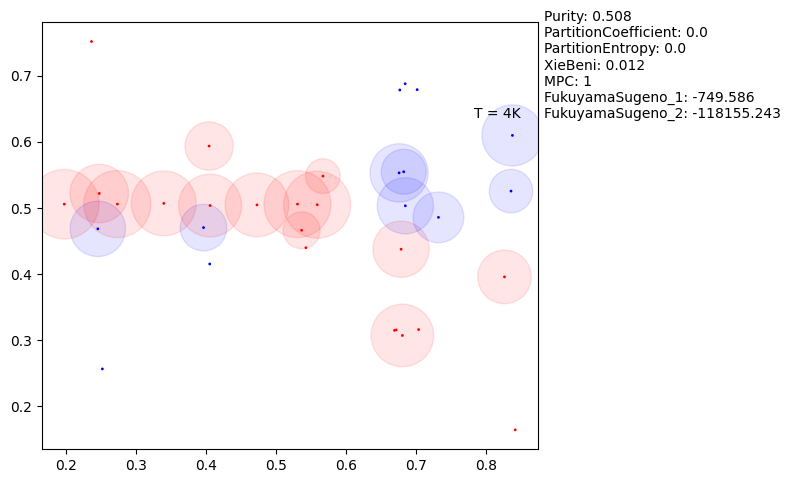 Purity: 0.508
PartitionCoefficient: 0.0
PartitionEntropy: 0.0
XieBeni: 0.012
MPC: 1
FukuyamaSugeno_1: -749.586
FukuyamaSugeno_2: -118155.243
T = 4K
0.7
0.6
0.5
0.4
0.3
0.2
0.2 0.3 0.4 0.5 0.6 0.7 0.8